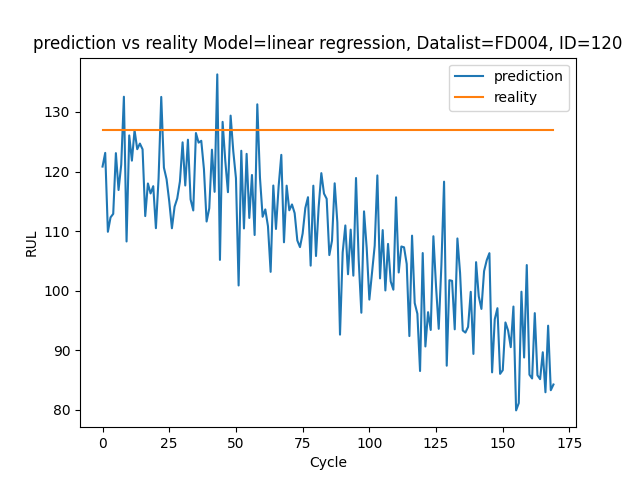 prediction vs reality Model=linear regression, Datalist=FD004, ID=120
prediction
reality
RUL
130
120
110
100
90
80
0
25
50
75
100
125
150
175
Cycle